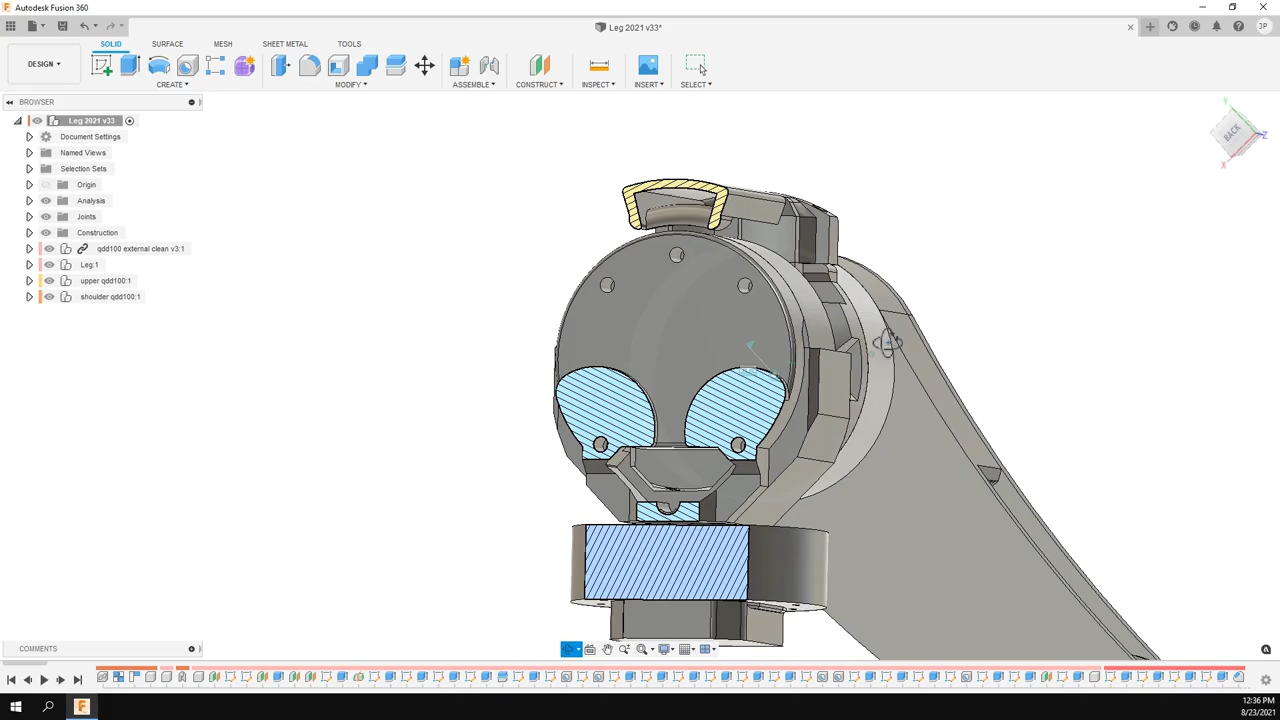 Autodesk Fusion 360
Leg 2021 v33*
JP
DESIGN
SOLID SURFACE MESH SHEET METAL TOOLS
CREATE MODIFY ASSEMBLE CONSTRUCT INSPECT INSERT SELECT
BROWSER
Leg 2021 v33
Document Settings
Named Views
Selection Sets
Origin
Analysis
Joints
Construction
qdd100 external clean v3:1
Leg:1
upper qdd100:1
shoulder qdd100:1
Y
BACK
Z
X
COMMENTS
12:36 PM
8/23/2021